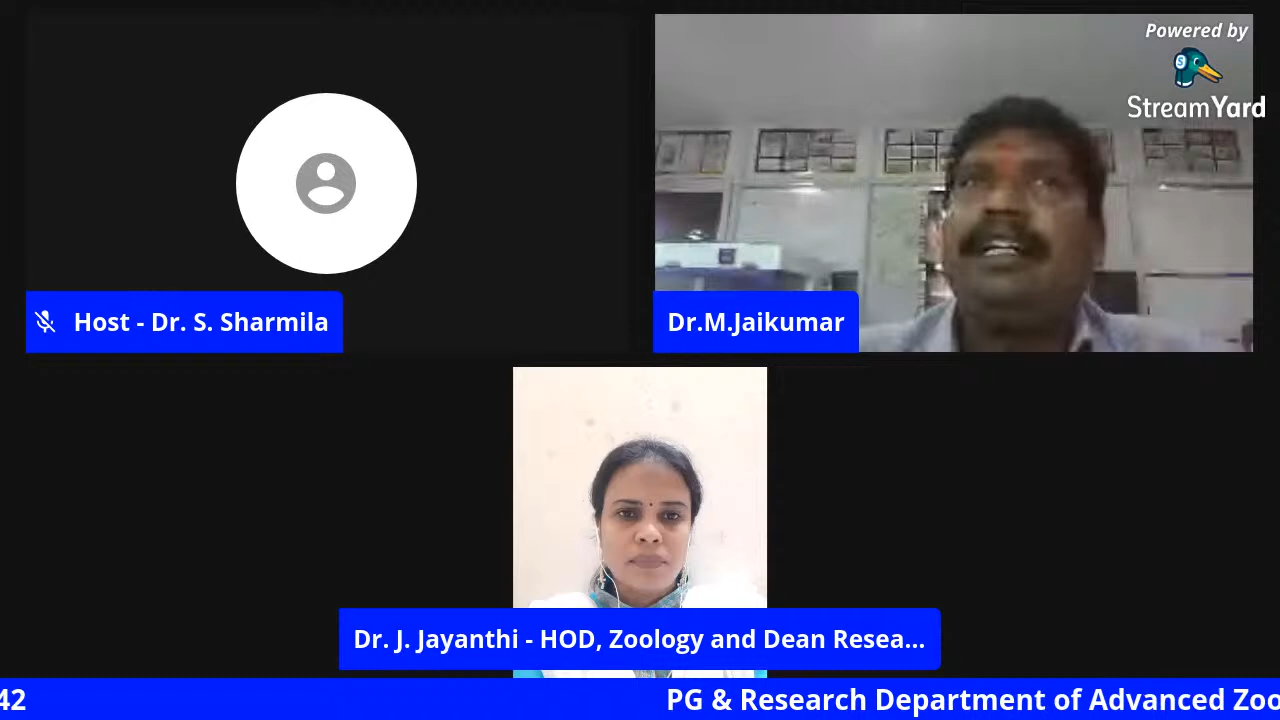 Powered by
StreamYard
Host - Dr. S. Sharmila
Dr.M.Jaikumar
Dr. J. Jayanthi - HOD, Zoology and Dean Resea...
42
PG & Research Department of Advanced Zoo